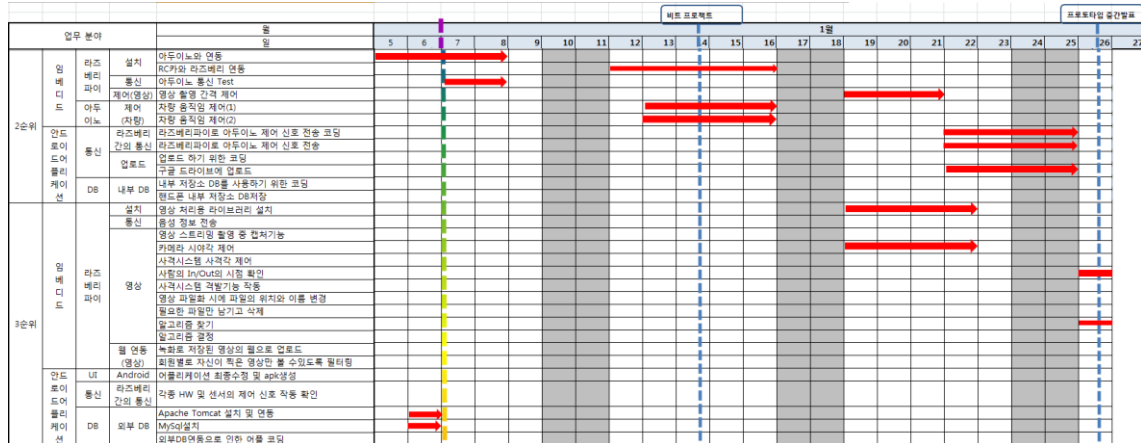 비트 프로젝트
프로토타입 중간발표
업무 분야 월 1월
일 5 6 7 8 9 10 11 12 13 14 15 16 17 18 19 20 21 22 23 24 25 26 27
2순위 임베디드 라즈베리파이 설치 아두이노와 연동
RC카와 라즈베리 연동
통신 아두이노 통신 Test
제어(영상) 영상 촬영 간격 제어
아두이노 제어(차량) 차량 움직임 제어(1)
차량 움직임 제어(2)
안드로이드어플리케이션 통신 라즈베리간의 통신 라즈베리파이로 아두이노 제어 신호 전송 코딩
라즈베리파이로 아두이노 제어 신호 전송
업로드 업로드 하기 위한 코딩
구글 드라이브에 업로드
DB 내부 DB 내부 저장소 DB를 사용하기 위한 코딩
핸드폰 내부 저장소 DB저장
3순위 임베디드 라즈베리파이 설치 영상 처리용 라이브러리 설치
통신 음성 정보 전송
영상 영상 스트리밍 촬영 중 캡처기능
카메라 시야각 제어
사격시스템 사격각 제어
사람의 In/Out의 시점 확인
사격시스템 격발기능 작동
영상 파일화 시에 파일의 위치와 이름 변경
필요한 파일만 남기고 삭제
알고리즘 찾기
알고리즘 결정
웹 연동(영상) 녹화로 저장된 영상의 웹으로 업로드
회원별로 자신이 찍은 영상만 볼 수있도록 필터링
안드로이드어플리케이션 UI Android 어플리케이션 최종수정 및 apk생성
통신 라즈베리간의 통신 각종 HW 및 센서의 제어 신호 작동 확인
DB 외부 DB Apache Tomcat 설치 및 연동
MySql설치
외부DB연동으로 인한 어플 코딩